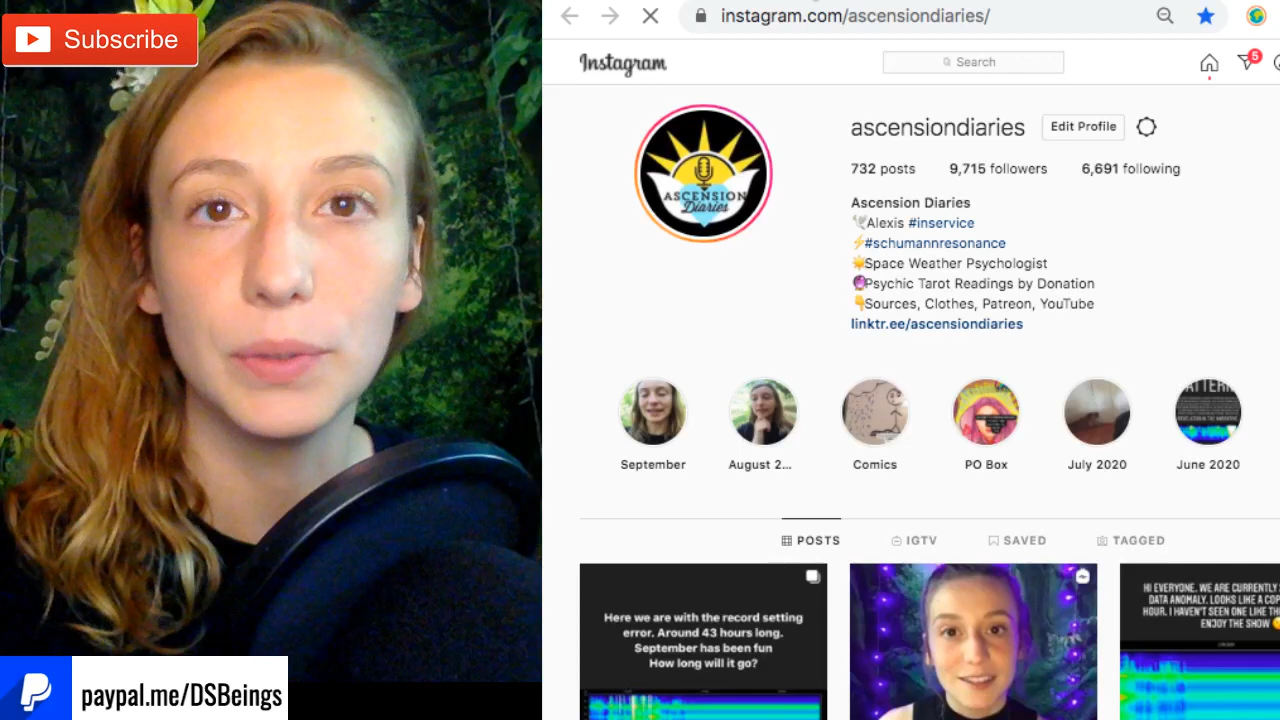 Subscribe
instagram.com/ascensiondiaries/
Instagram
Search
5
ascensiondiaries
Edit Profile
732 posts 9,715 followers 6,691 following
ASCENSION
Diaries
Ascension Diaries
🕊Alexis #inservice
⚡#schumannresonance
☀️Space Weather Psychologist
🔮Psychic Tarot Readings by Donation
👇Sources, Clothes, Patreon, YouTube
linktr.ee/ascensiondiaries
September August 2... Comics PO Box July 2020 June 2020
POSTS IGTV SAVED TAGGED
Here we are with the record setting
error. Around 43 hours long.
September has been fun
How long will it go?
HI EVERYONE. WE ARE CURRENTLY
DATA ANOMALY. LOOKS LIKE A
HOUR. I HAVEN'T SEEN ONE LIKE
ENJOY THE SHOW
paypal.me/DSBeings